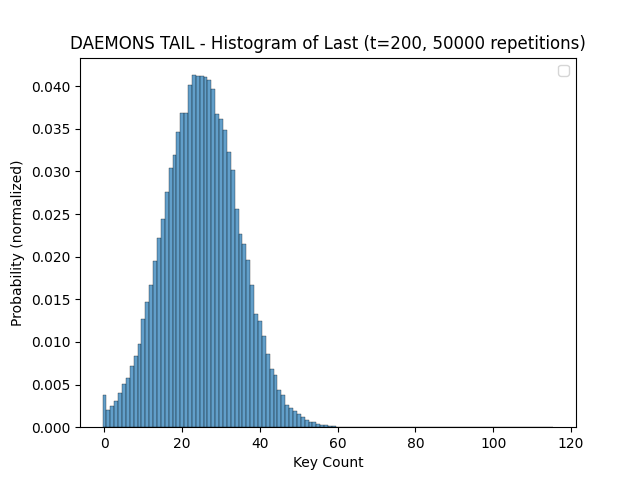 DAEMONS TAIL - Histogram of Last (t=200, 50000 repetitions)
0.040
0.035
0.030
0.025
0.020
0.015
0.010
0.005
0.000
Probability (normalized)
0 20 40 60 80 100 120
Key Count